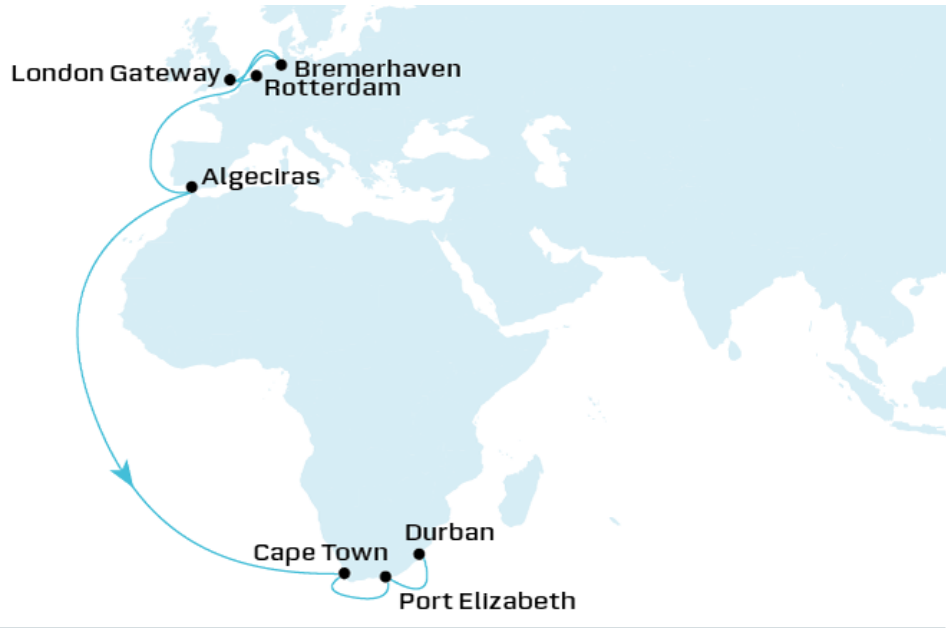 London Gateway
Bremerhaven
Rotterdam
Algeciras
Durban
Cape Town
Port Elizabeth